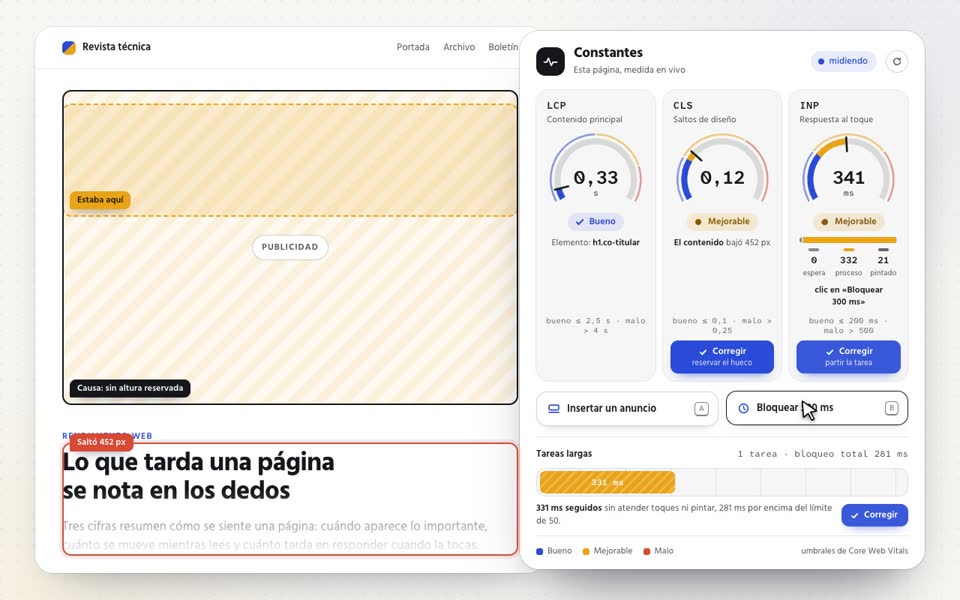 Revista técnica
Portada Archivo Boletín
Estaba aquí
PUBLICIDAD
Causa: sin altura reservada
WEB
Saltó 452 px
Lo que tarda una página
se nota en los dedos
Tres cifras resumen cómo se siente una página: cuándo aparece lo importante,
cuánto se mueve mientras lees y cuánto tarda en responder cuando la tocas.
Constantes
Esta página, medida en vivo
midiendo
LCP
Contenido principal
0,33
s
Bueno
Elemento: h1.co-titular
bueno ≤ 2,5 s · malo
> 4 s
CLS
Saltos de diseño
0,12
Mejorable
El contenido bajó 452 px
bueno ≤ 0,1 · malo >
0,25
Corregir
reservar el hueco
INP
Respuesta al toque
341
ms
Mejorable
0 332 21
espera proceso pintado
clic en «Bloquear
300 ms»
bueno ≤ 200 ms ·
malo > 500
Corregir
partir la tarea
Insertar un anuncio A
Bloquear ms B
Tareas largas
1 tarea · bloqueo total 281 ms
331 ms
331 ms seguidos sin atender toques ni pintar, 281 ms por encima del límite
de 50.
Corregir
Bueno Mejorable Malo
umbrales de Core Web Vitals